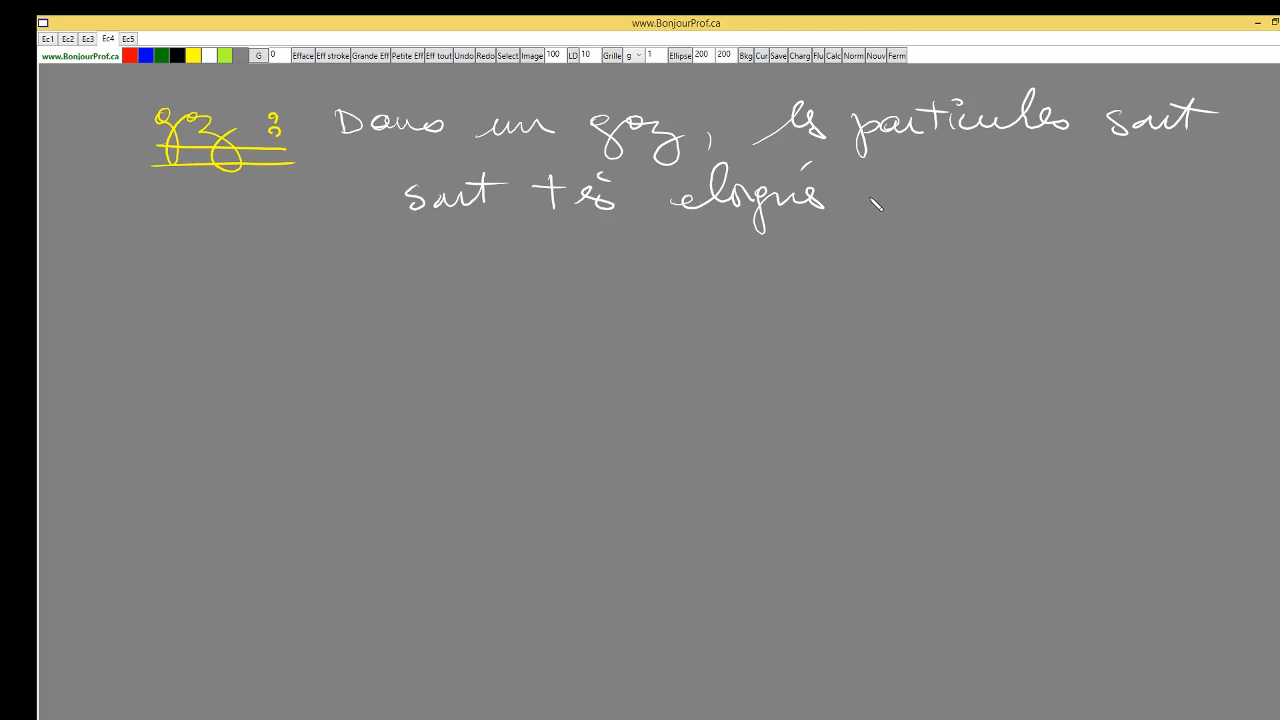 www.BonjourProf.ca
Ec1 Ec2 Ec3 Ec4 Ec5
www.BonjourProf.ca G 0 Efface Eff stroke Grande Eff Petite Eff Eff tout Undo Redo Select Image 100 LD 10 Grille g 1 Ellipse 200 200 Bkg Cur Save Charg Flu Calc Norm Nouv Ferm
gaz : Dans un gaz, les particules sont
sont très eloignés